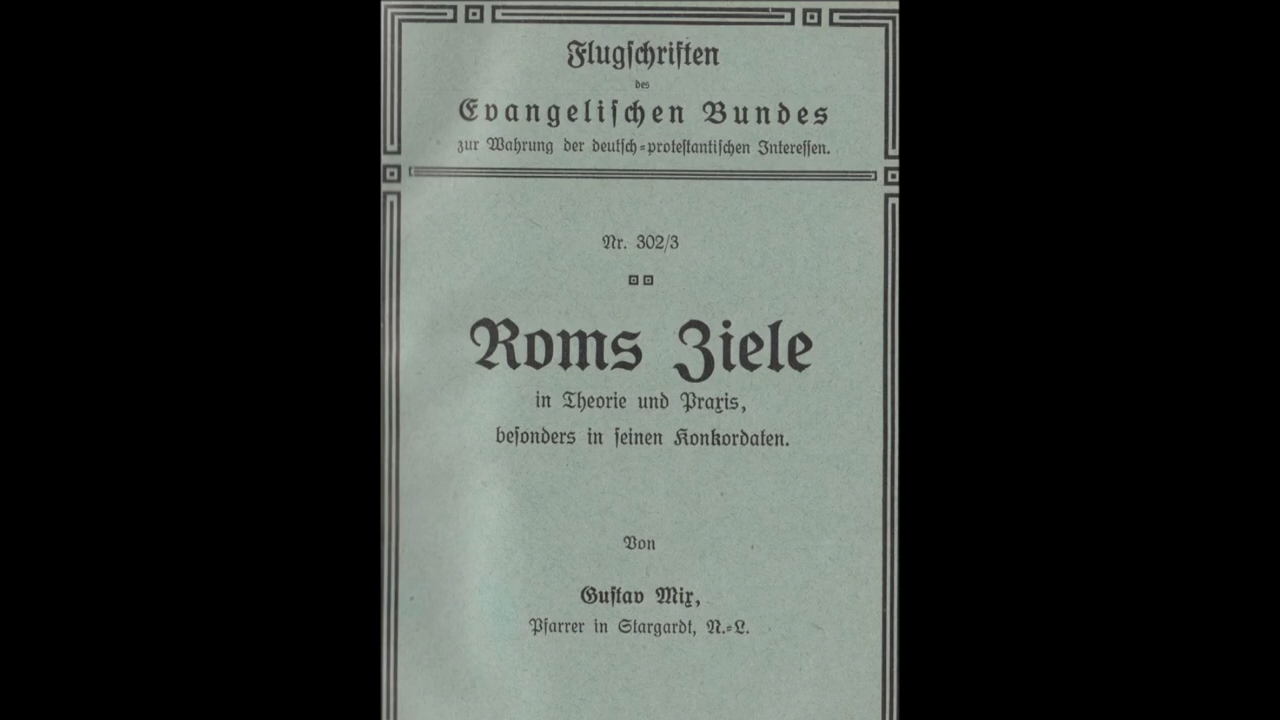 Flugschriften
des
Evangelischen Bundes
zur Wahrung der deutsch-protestantischen Interessen.
Nr. 302/3
Roms Ziele
in Theorie und Praxis,
besonders in seinen Konkordaten.
Von
Gustav Mix,
Pfarrer in Stargardt, N.-L.